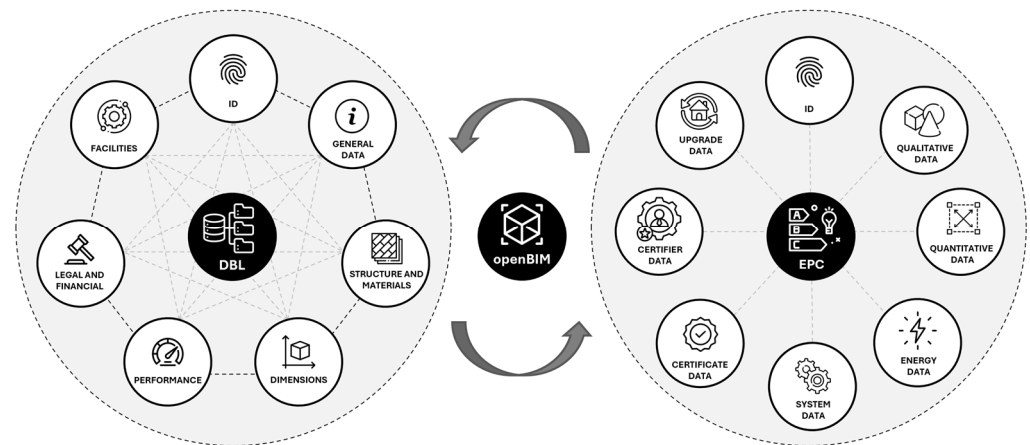 ID
GENERAL
DATA
STRUCTURE AND
MATERIALS
DIMENSIONS
PERFORMANCE
LEGAL AND
FINANCIAL
FACILITIES
DBL
openBIM
ID
QUALITATIVE
DATA
QUANTITATIVE
DATA
ENERGY
DATA
SYSTEM
DATA
CERTIFICATE
DATA
CERTIFIER
DATA
UPGRADE
DATA
A
B
C
EPC